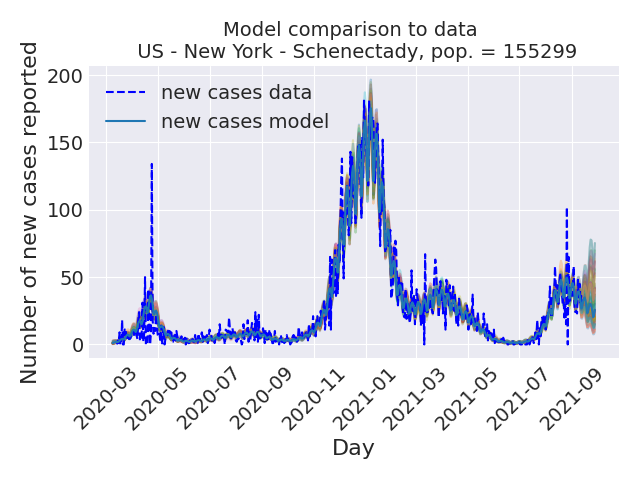 Model comparison to data
US - New York - Schenectady, pop. = 155299
Number of new cases reported
200
150
100
50
0
new cases data
new cases model
2020-03
2020-05
2020-07
2020-09
2020-11
2021-01
2021-03
2021-05
2021-07
2021-09
Day